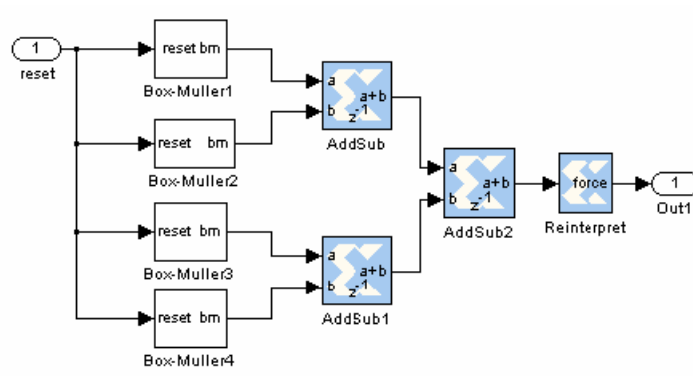 1
reset
reset bm
Box-Muller1
reset bm
Box-Muller2
reset bm
Box-Muller3
reset bm
Box-Muller4
a
b
a+b
z-1
AddSub
a
b
a+b
z-1
AddSub1
a
b
a+b
z-1
AddSub2
force
Reinterpret
1
Out1